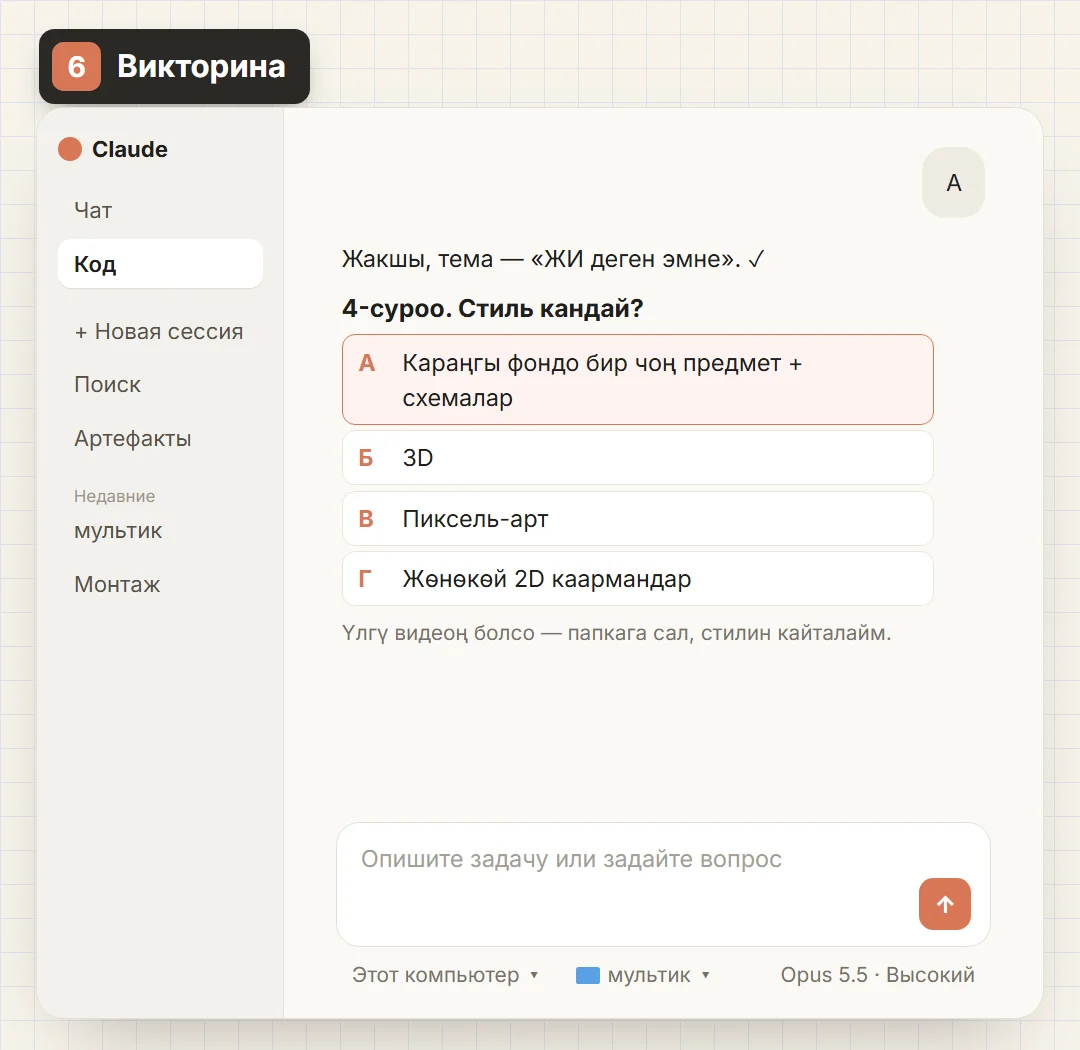 6 Викторина
Claude
Чат
Код
+ Новая сессия
Поиск
Артефакты
Недавние
мультик
Монтаж
А
Жакшы, тема — «ЖИ деген эмне». ✓
4-суроо. Стиль кандай?
А Караңгы фондо бир чоң предмет +
схемалар
Б 3D
В Пиксель-арт
Г Жөнөкөй 2D каармандар
Үлгү видеоң болсо — папкага сал, стилин кайталайм.
Опишите задачу или задайте вопрос
Этот компьютер ▾ мультик ▾ Opus 5.5 · Высокий